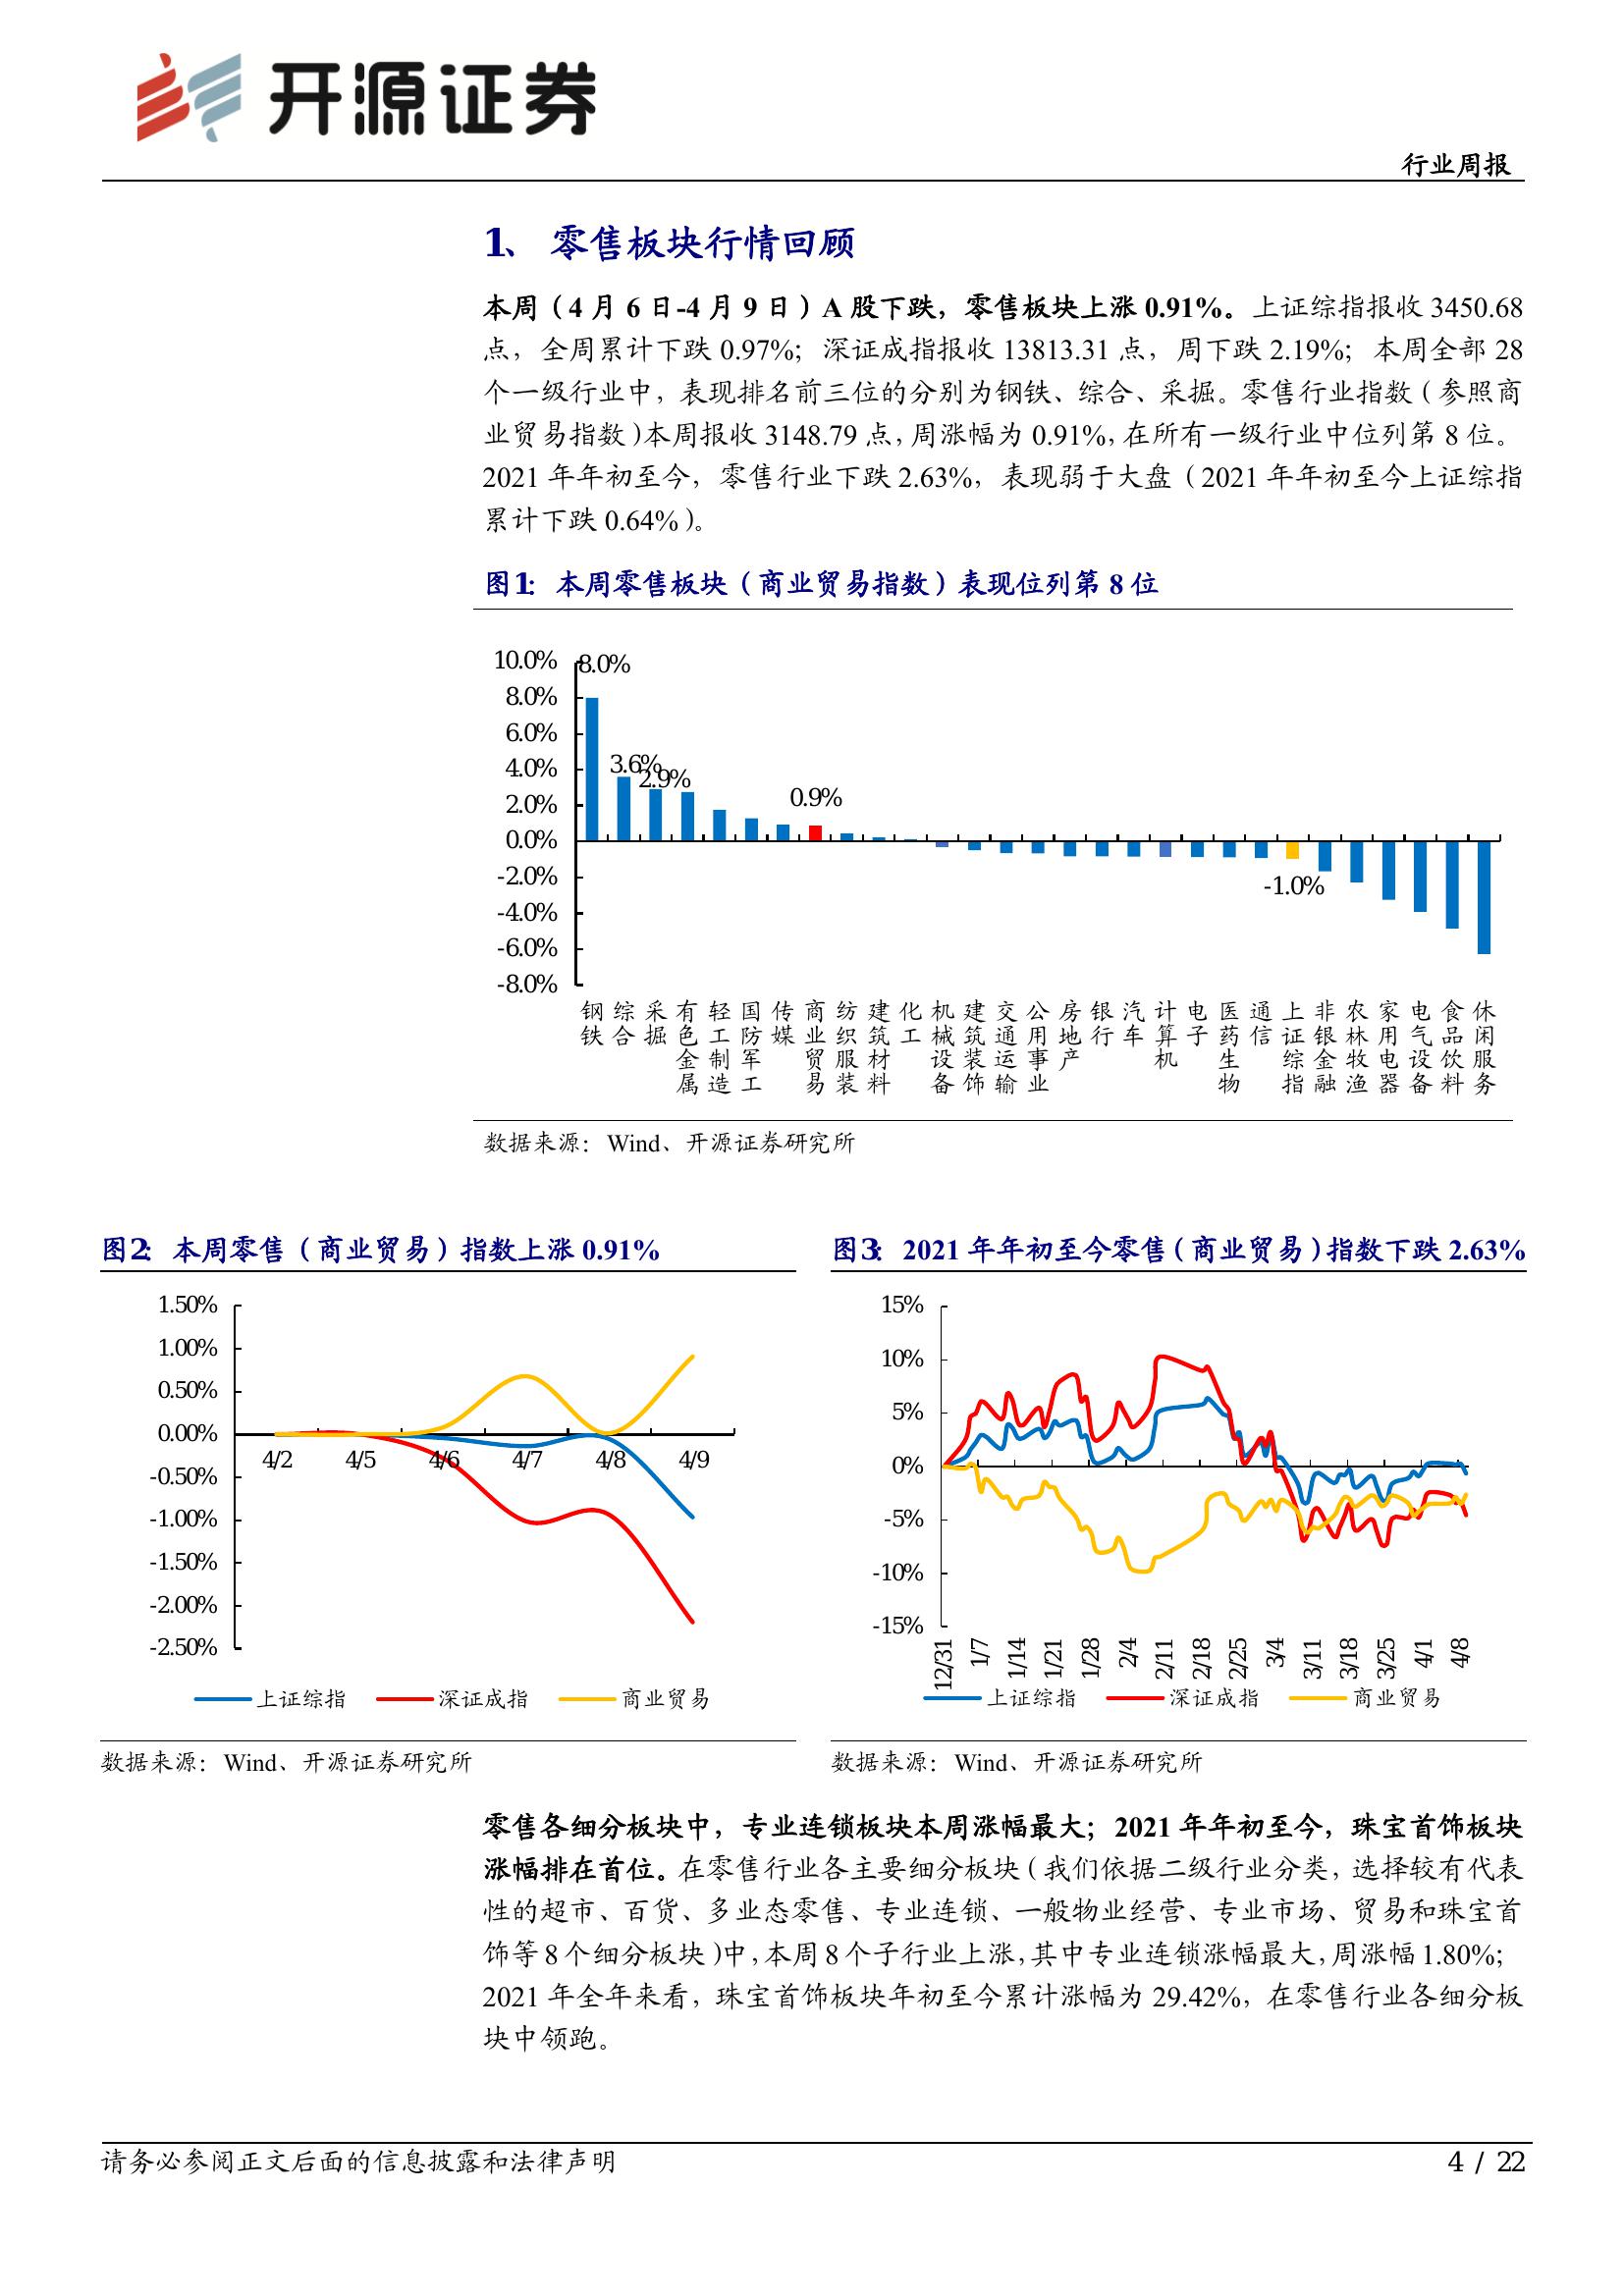 开源证券
行业周报
1、 零售板块行情回顾
本周（4 月 6 日-4 月 9 日）A 股下跌，零售板块上涨 0.91%。上证综指报收 3450.68
点，全周累计下跌 0.97%；深证成指报收 13813.31 点，周下跌 2.19%；本周全部 28
个一级行业中，表现排名前三位的分别为钢铁、综合、采掘。零售行业指数（参照商
业贸易指数）本周报收 3148.79 点，周涨幅为 0.91%，在所有一级行业中位列第 8 位。
2021 年年初至今，零售行业下跌 2.63%，表现弱于大盘（2021 年年初至今上证综指
累计下跌 0.64%）。
图1： 本周零售板块（商业贸易指数）表现位列第 8 位
10.0%
8.0%
6.0%
4.0%
2.0%
0.0%
-2.0%
-4.0%
-6.0%
-8.0%
8.0%
3.6%
2.9%
0.9%
-1.0%
钢铁
综合
采掘
有色金属
轻工制造
国防军工
传媒
商业贸易
纺织服装
建筑材料
化工
机械设备
建筑装饰
交通运输
公用事业
房地产
银行
汽车
计算机
电子
医药生物
通信
上证综指
非银金融
农林牧渔
家用电器
电气设备
食品饮料
休闲服务
数据来源：Wind、开源证券研究所
图2： 本周零售（商业贸易）指数上涨 0.91%
1.50%
1.00%
0.50%
0.00%
-0.50%
-1.00%
-1.50%
-2.00%
-2.50%
4/2 4/5 4/6 4/7 4/8 4/9
上证综指 深证成指 商业贸易
数据来源：Wind、开源证券研究所
图3： 2021 年年初至今零售（商业贸易）指数下跌 2.63%
15%
10%
5%
0%
-5%
-10%
-15%
12/31 1/7 1/14 1/21 1/28 2/4 2/11 2/18 2/25 3/4 3/11 3/18 3/25 4/1 4/8
上证综指 深证成指 商业贸易
数据来源：Wind、开源证券研究所
零售各细分板块中，专业连锁板块本周涨幅最大；2021 年年初至今，珠宝首饰板块
涨幅排在首位。在零售行业各主要细分板块（我们依据二级行业分类，选择较有代表
性的超市、百货、多业态零售、专业连锁、一般物业经营、专业市场、贸易和珠宝首
饰等 8 个细分板块）中，本周 8 个子行业上涨，其中专业连锁涨幅最大，周涨幅 1.80%；
2021 年全年来看，珠宝首饰板块年初至今累计涨幅为 29.42%，在零售行业各细分板
块中领跑。
请务必参阅正文后面的信息披露和法律声明
4 / 22